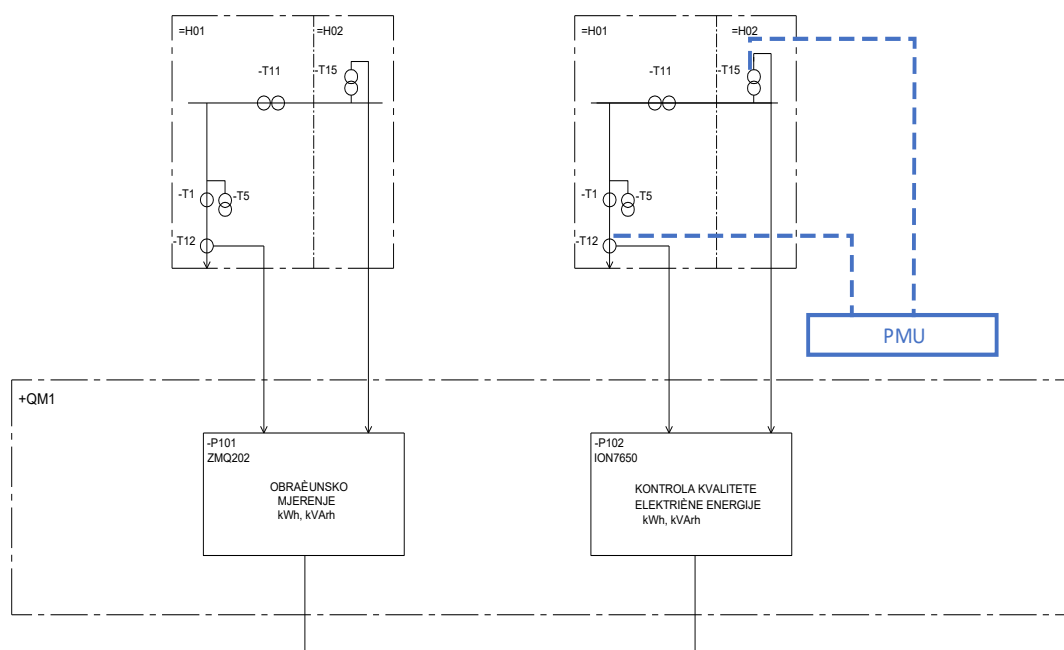 =H01
=H02
-T11
-T15
-T1
-T5
-T12
=H01
=H02
-T11
-T15
-T1
-T5
-T12
PMU
+QM1
-P101
ZMQ202
OBRAÈUNSKO
MJERENJE
kWh, kVArh
-P102
ION7650
KONTROLA KVALITETE
ELEKTRIÈNE ENERGIJE
kWh, kVArh